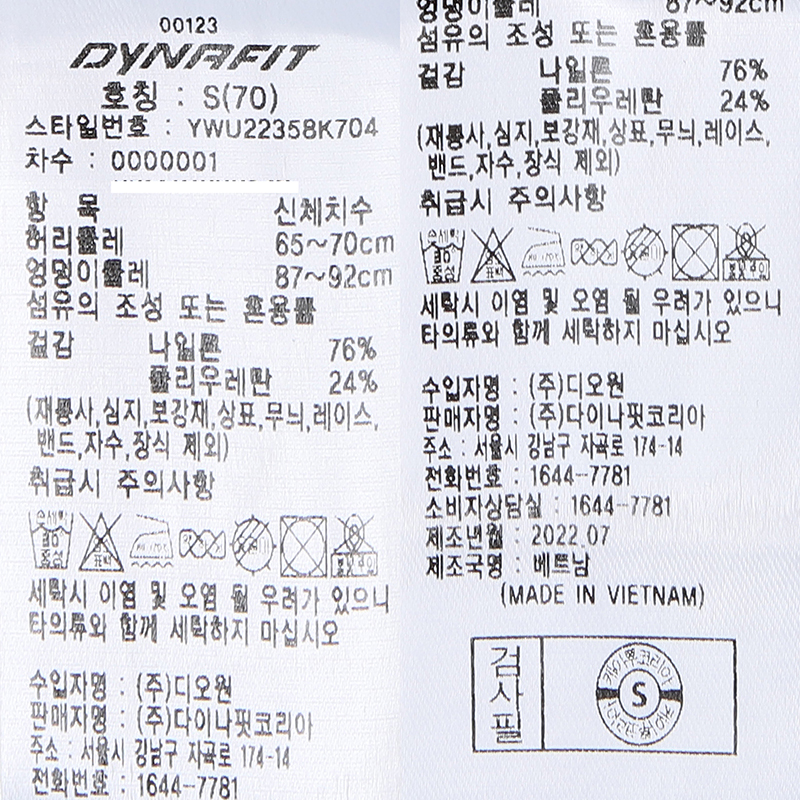 00123
DYNAFIT
호칭 : S(70)
스타일번호 : YWU22358K704
차수 : 0000001
항 목 신체치수
허리둘레 65~70cm
엉덩이둘레 87~92cm
섬유의 조성 또는 혼용률
겉감 나일론 76%
폴리우레탄 24%
(재봉사,심지,보강재,상표,무늬,레이스,
밴드,자수,장식 제외)
취급시 주의사항
손세탁
30
중성
표백
세탁시 이염 및 오염 될 우려가 있으니
타의류와 함께 세탁하지 마십시오
수입자명 : (주)디오원
판매자명 : (주)다이나핏코리아
주소 : 서울시 강남구 자곡로 174-14
전화번호 : 1644-7781
엉덩이둘레 87~92cm
섬유의 조성 또는 혼용률
겉감 나일론 76%
폴리우레탄 24%
(재봉사,심지,보강재,상표,무늬,레이스,
밴드,자수,장식 제외)
취급시 주의사항
손세탁
30
중성
표백
세탁시 이염 및 오염 될 우려가 있으니
타의류와 함께 세탁하지 마십시오
수입자명 : (주)디오원
판매자명 : (주)다이나핏코리아
주소 : 서울시 강남구 자곡로 174-14
전화번호 : 1644-7781
소비자상담실 : 1644-7781
제조년월 : 2022.07
제조국명 : 베트남
(MADE IN VIETNAM)
검사필
S